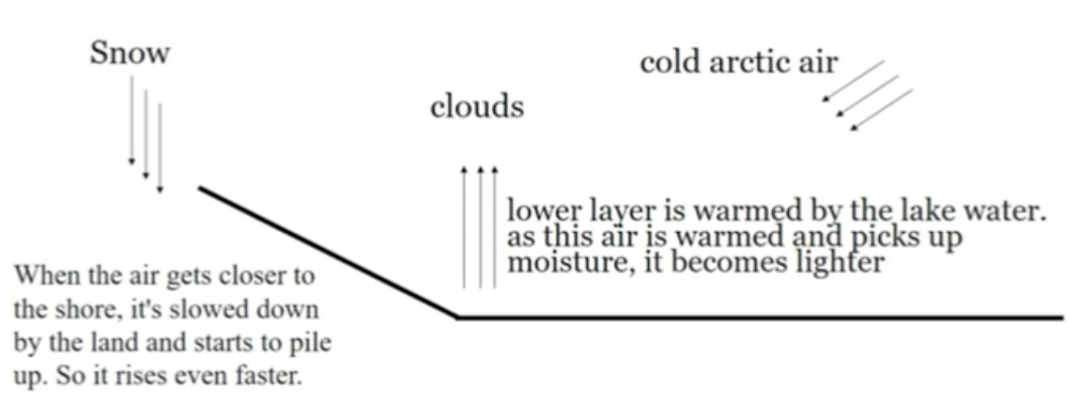 Snow
cold arctic air
clouds
lower layer is warmed by the lake water.
as this air is warmed and picks up
moisture, it becomes lighter
When the air gets closer to
the shore, it's slowed down
by the land and starts to pile
up. So it rises even faster.